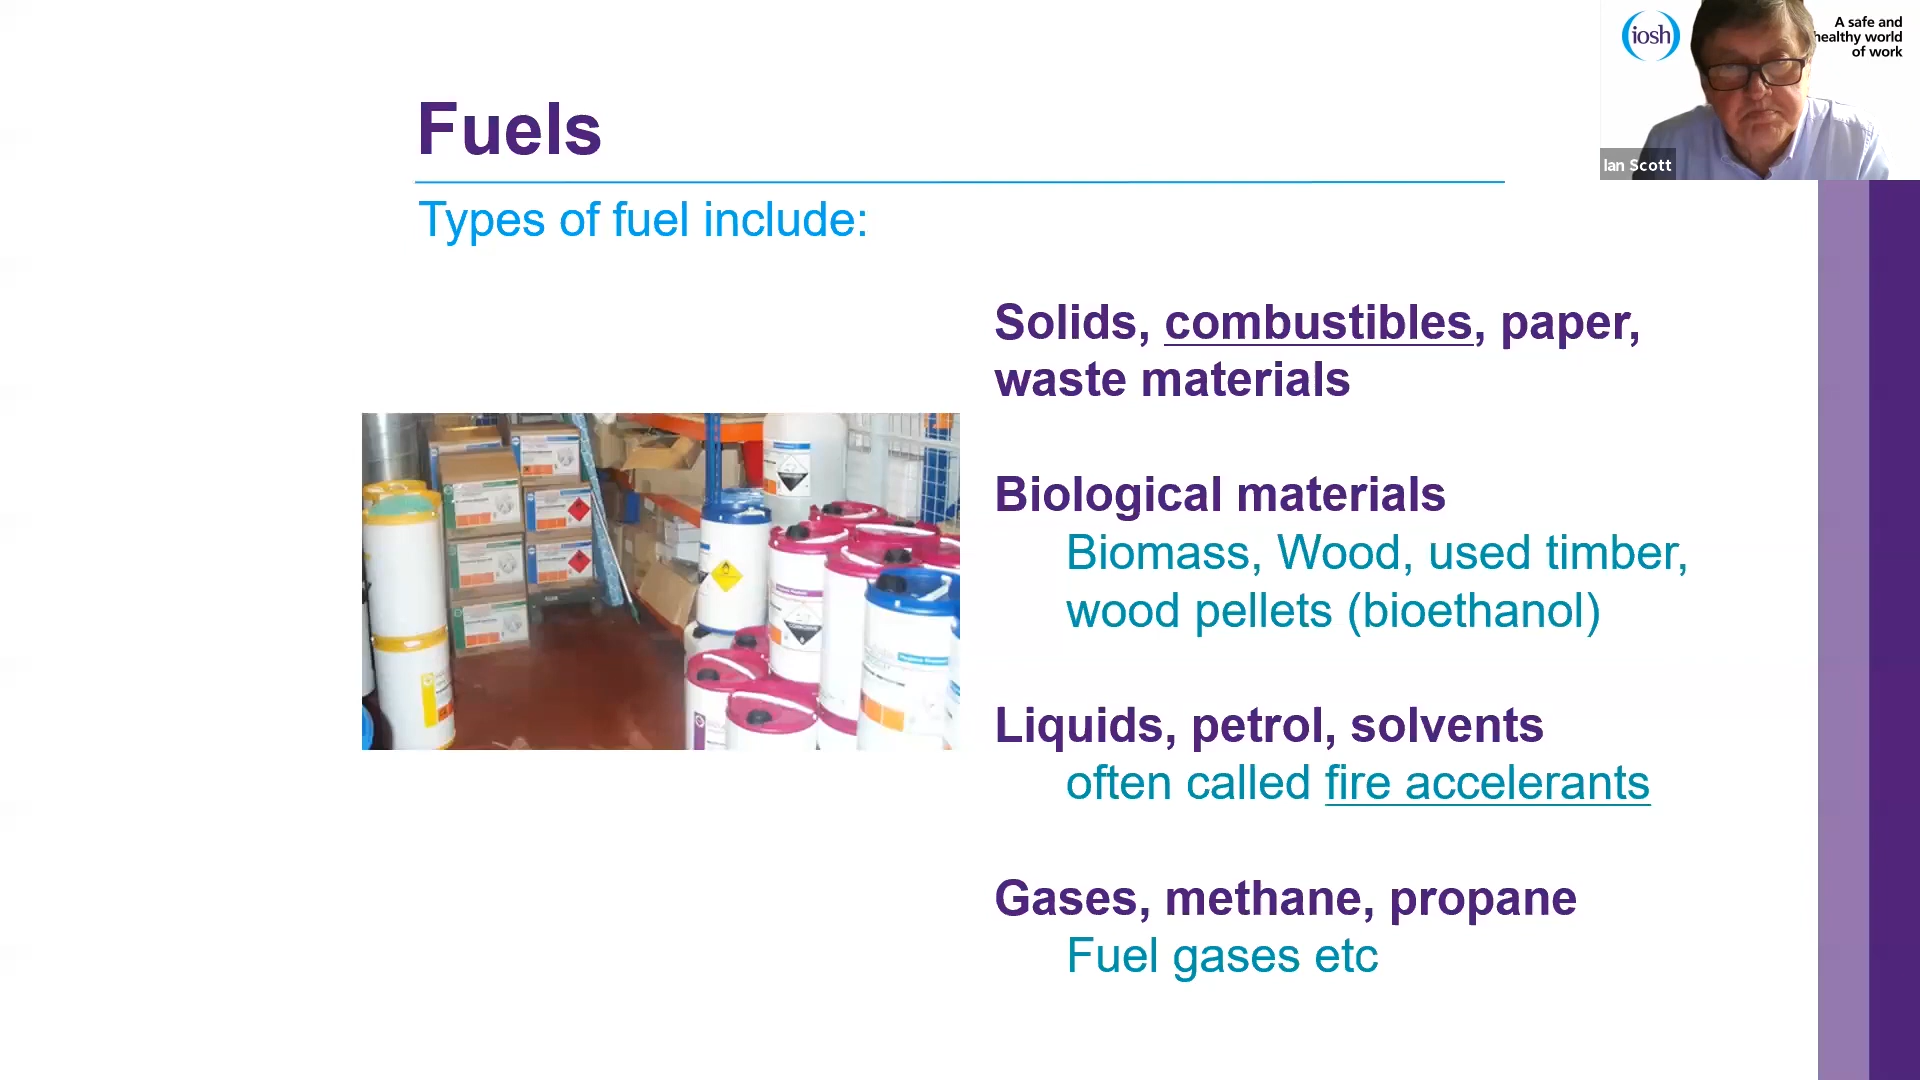 iosh
A safe and
healthy world
of work
Ian Scott
Fuels
Types of fuel include:
Solids, combustibles, paper,
waste materials
Biological materials
Biomass, Wood, used timber,
wood pellets (bioethanol)
Liquids, petrol, solvents
often called fire accelerants
Gases, methane, propane
Fuel gases etc